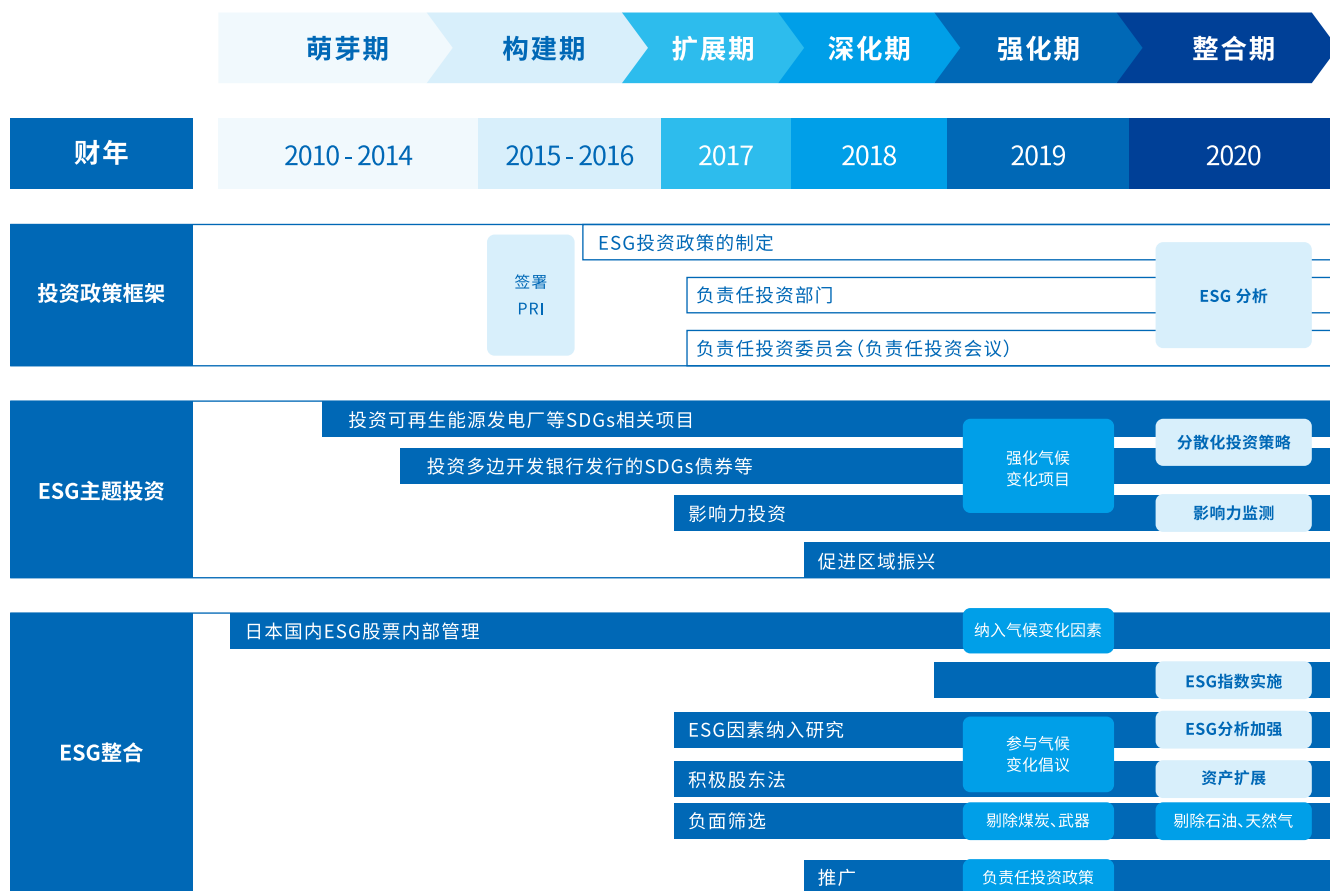 萌芽期
构建期
扩展期
深化期
强化期
整合期
财年
2010 - 2014
2015 - 2016
2017
2018
2019
2020
投资政策框架
签署
PRI
ESG投资政策的制定
负责任投资部门
负责任投资委员会(负责任投资会议)
ESG 分析
ESG主题投资
投资可再生能源发电厂等SDGs相关项目
投资多边开发银行发行的SDGs债券等
影响力投资
促进区域振兴
强化气候
变化项目
分散化投资策略
影响力监测
ESG整合
日本国内ESG股票内部管理
纳入气候变化因素
ESG指数实施
ESG因素纳入研究
参与气候
变化倡议
ESG分析加强
积极股东法
资产扩展
负面筛选
剔除煤炭、武器
剔除石油、天然气
推广
负责任投资政策